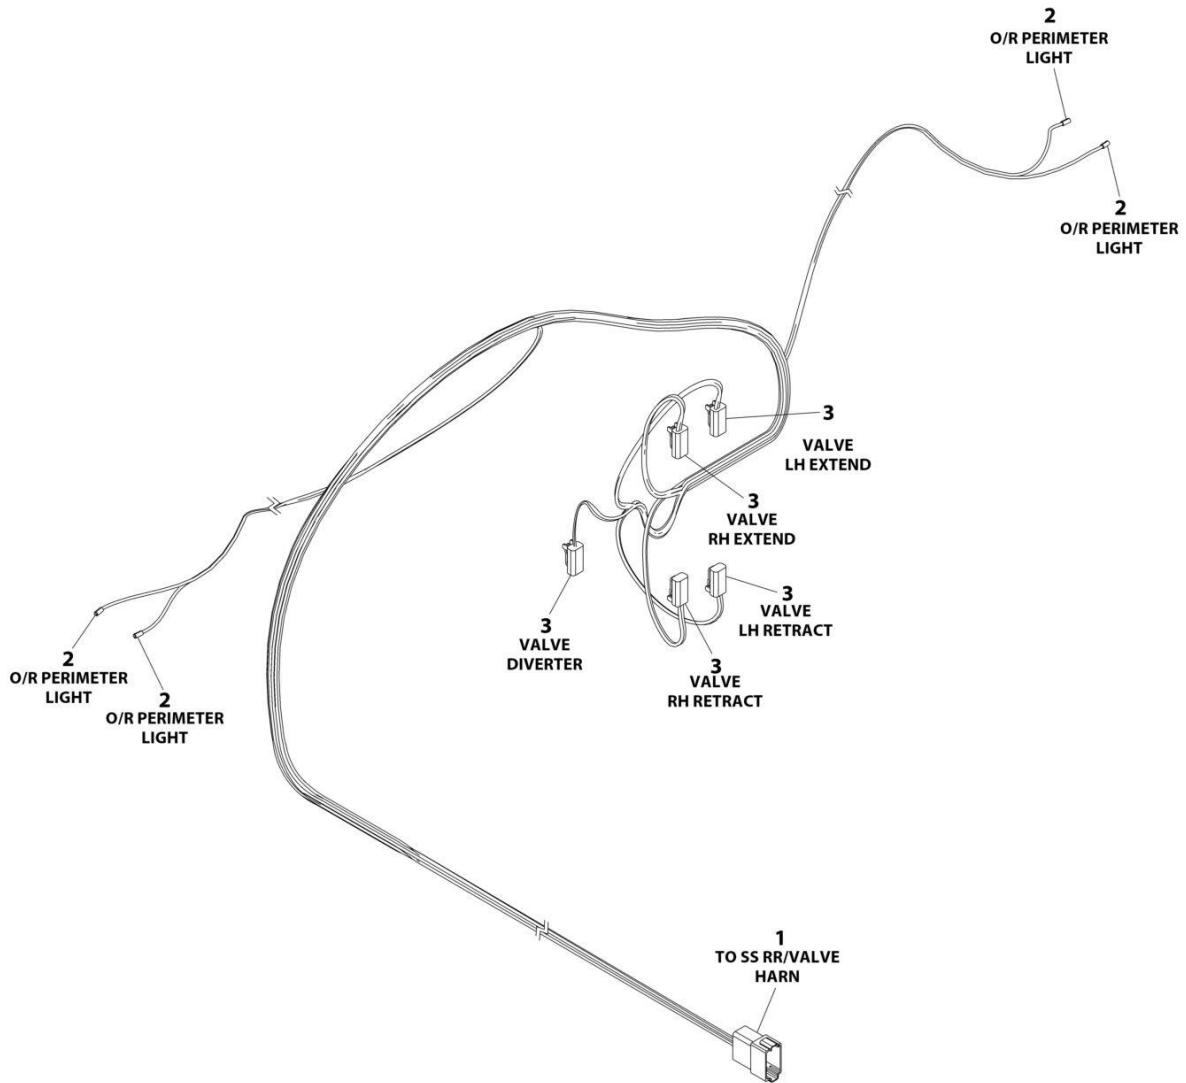 2
O/R PERIMETER
LIGHT
2
O/R PERIMETER
LIGHT
3
VALVE
LH EXTEND
3
VALVE
RH EXTEND
3
VALVE
LH RETRACT
3
VALVE
DIVERTER
3
VALVE
RH RETRACT
2
O/R PERIMETER
LIGHT
2
O/R PERIMETER
LIGHT
1
TO SS RR/VALVE
HARN